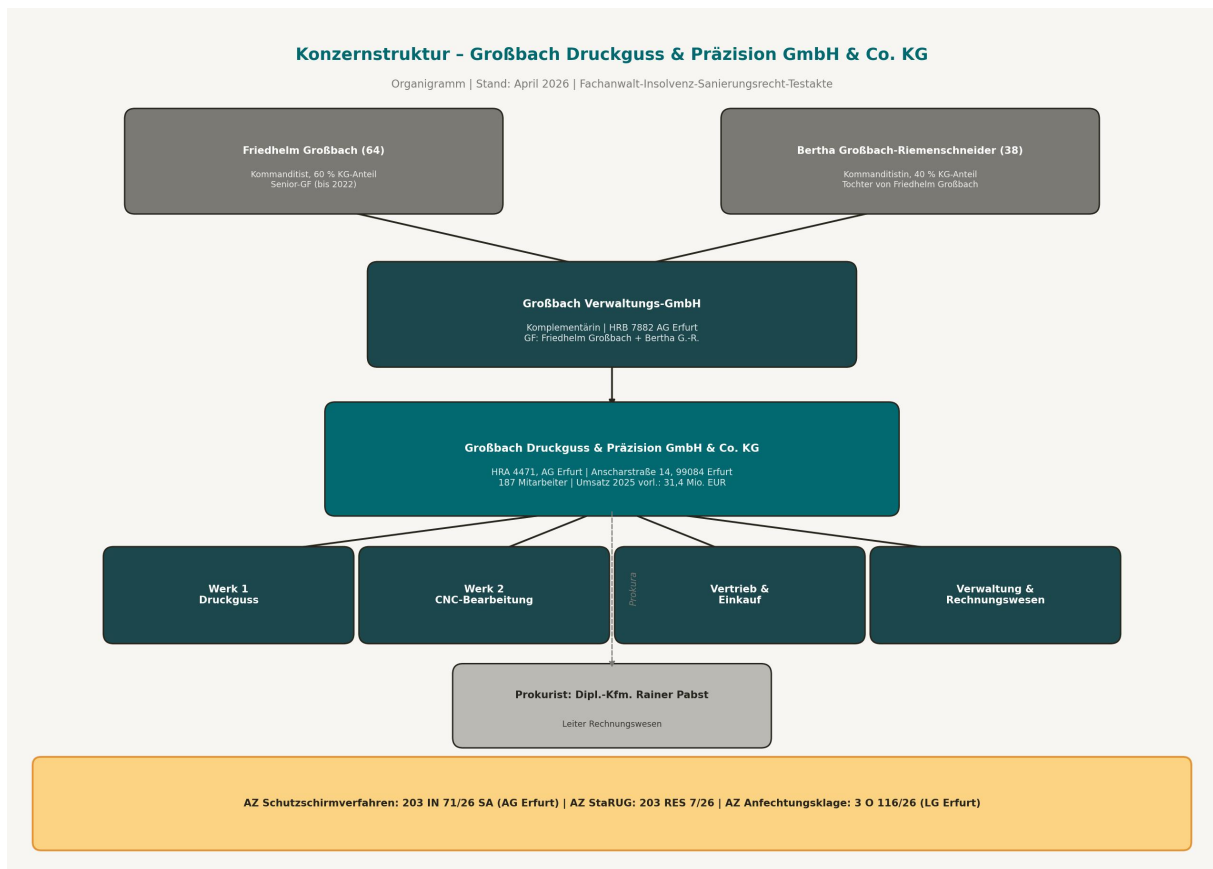 Konzernstruktur – Großbach Druckguss & Präzision GmbH & Co. KG
Organigramm | Stand: April 2026 | Fachanwalt-Insolvenz-Sanierungsrecht-Testakte
Friedhelm Großbach (64)
Kommanditist, 60 % KG-Anteil
Senior-GF (bis 2022)
Bertha Großbach-Riemenschneider (38)
Kommanditistin, 40 % KG-Anteil
Tochter von Friedhelm Großbach
Großbach Verwaltungs-GmbH
Komplementärin | HRB 7882 AG Erfurt
GF: Friedhelm Großbach + Bertha G.-R.
Großbach Druckguss & Präzision GmbH & Co. KG
HRA 4471, AG Erfurt | Anscharstraße 14, 99084 Erfurt
187 Mitarbeiter | Umsatz 2025 vorl.: 31,4 Mio. EUR
Werk 1
Druckguss
Werk 2
CNC-Bearbeitung
Prokura
Vertrieb &
Einkauf
Verwaltung &
Rechnungswesen
Prokurist: Dipl.-Kfm. Rainer Pabst
Leiter Rechnungswesen
AZ Schutzschirmverfahren: 203 IN 71/26 SA (AG Erfurt) | AZ StaRUG: 203 RES 7/26 | AZ Anfechtungsklage: 3 O 116/26 (LG Erfurt)